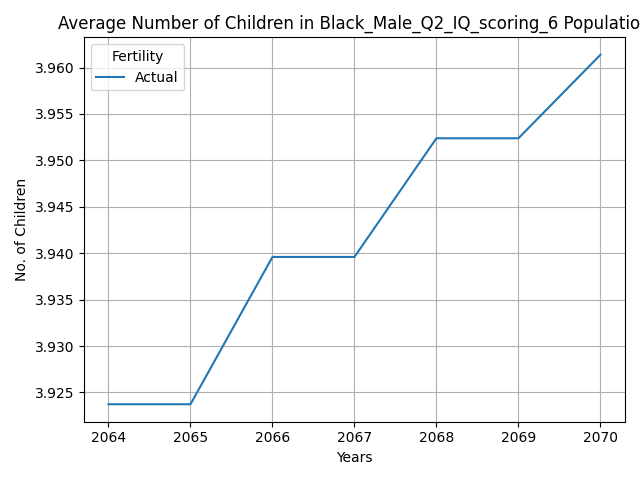 Average Number of Children in Black_Male_Q2_IQ_scoring_6 Populatio
Fertility
Actual
3.960
3.955
3.950
3.945
3.940
3.935
3.930
3.925
No. of Children
2064 2065 2066 2067 2068 2069 2070
Years